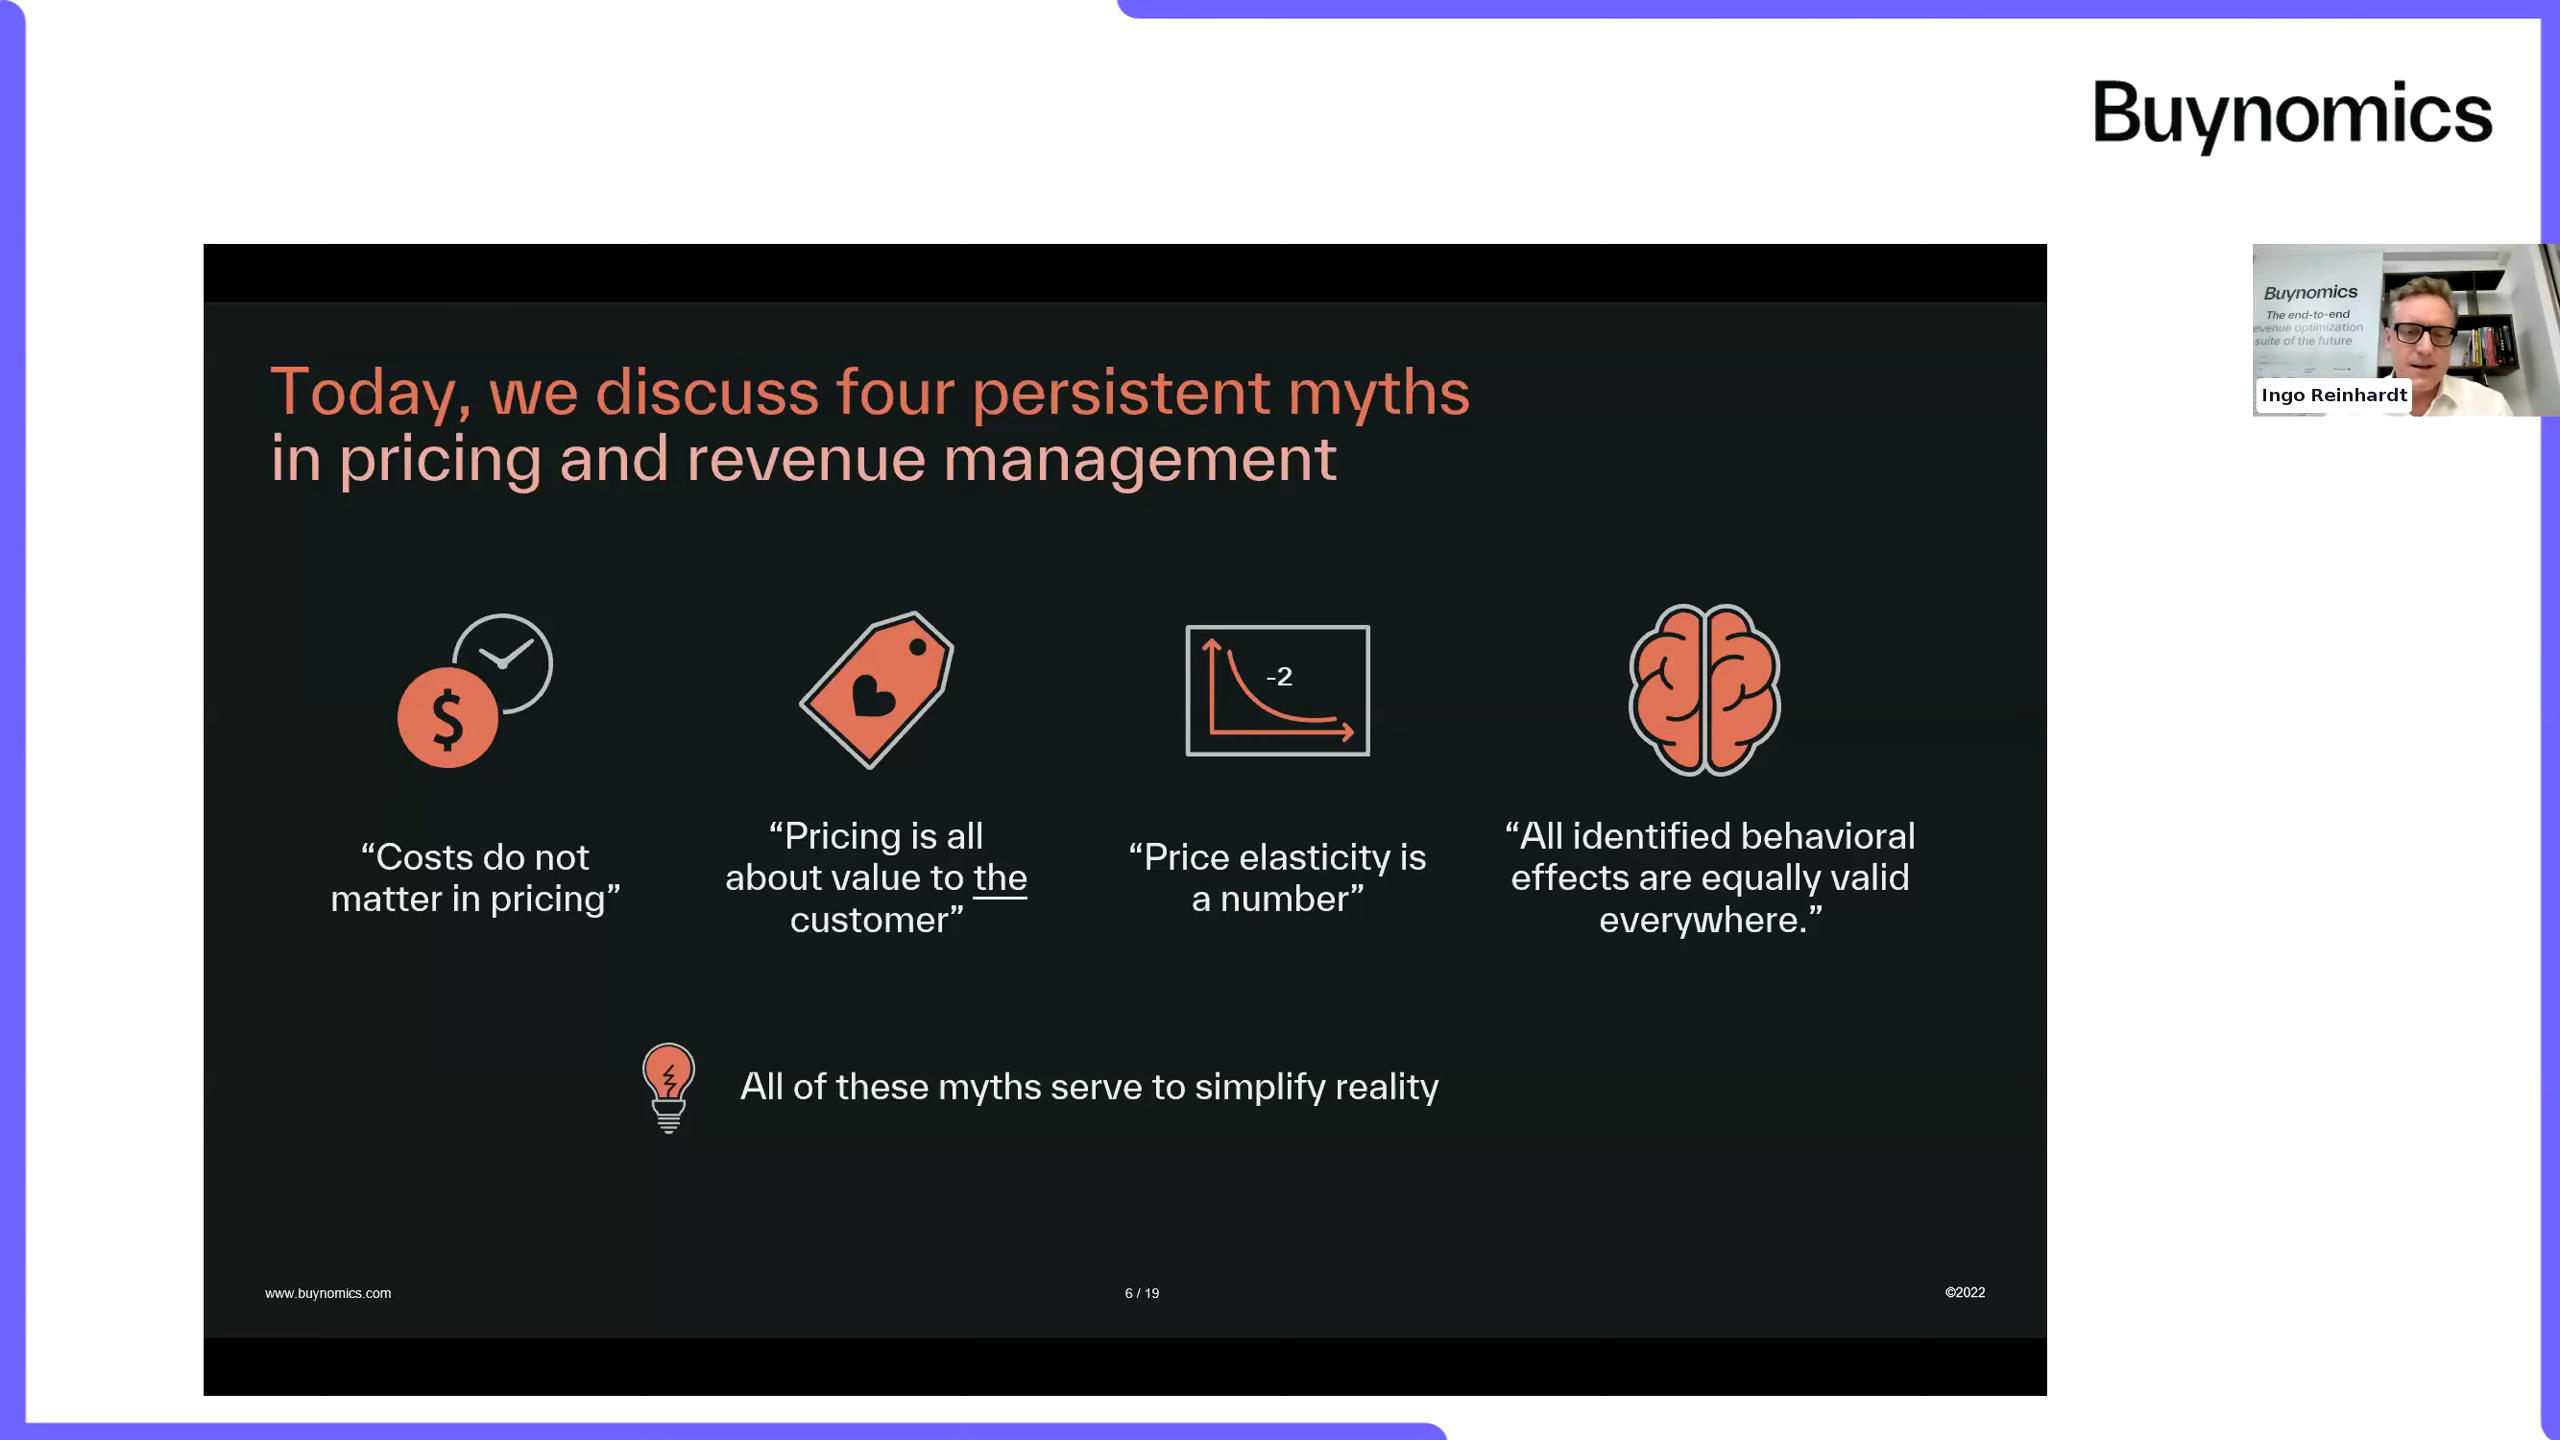 Buynomics
Buynomics
The end-to-end
evenue optimization
suite of the future
Ingo Reinhardt
Today, we discuss four persistent myths
in pricing and revenue management
$
-2
“Costs do not
matter in pricing”
“Pricing is all
about value to the
customer”
“Price elasticity is
a number”
“All identified behavioral
effects are equally valid
everywhere.”
All of these myths serve to simplify reality
www.buynomics.com
6 / 19
©2022